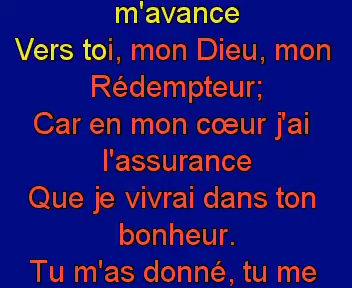 m'avance
Vers toi, mon Dieu, mon
Rédempteur;
Car en mon cœur j'ai
l'assurance
Que je vivrai dans ton
bonheur.
Tu m'as donné, tu me